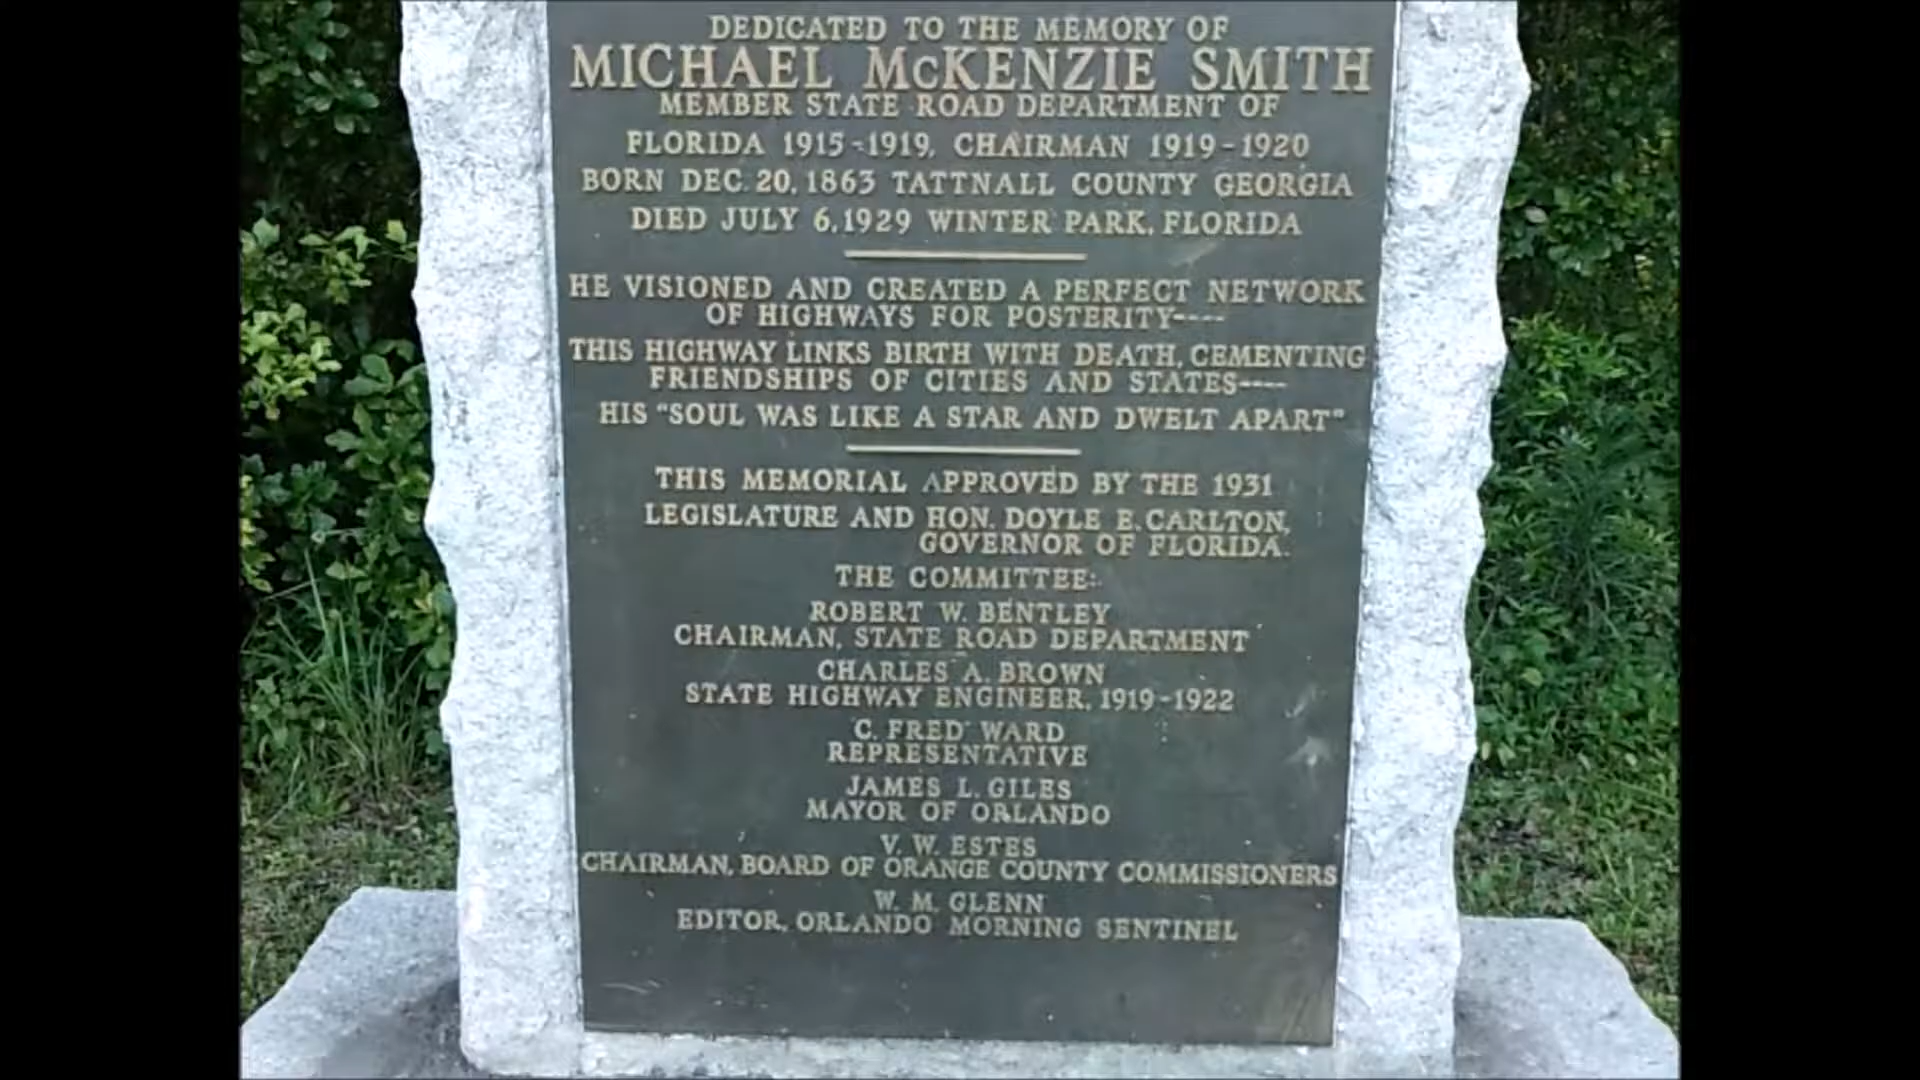 DEDICATED TO THE MEMORY OF
MICHAEL McKENZIE SMITH
MEMBER STATE ROAD DEPARTMENT OF
FLORIDA 1915-1919, CHAIRMAN 1919-1920
BORN DEC. 20, 1863 TATTNALL COUNTY GEORGIA
DIED JULY 6, 1929 WINTER PARK, FLORIDA
HE VISIONED AND CREATED A PERFECT NETWORK
OF HIGHWAYS FOR POSTERITY----
THIS HIGHWAY LINKS BIRTH WITH DEATH, CEMENTING
FRIENDSHIPS OF CITIES AND STATES----
HIS "SOUL WAS LIKE A STAR AND DWELT APART"
THIS MEMORIAL APPROVED BY THE 1931
LEGISLATURE AND HON. DOYLE E. CARLTON,
GOVERNOR OF FLORIDA.
THE COMMITTEE:
ROBERT W. BENTLEY
CHAIRMAN, STATE ROAD DEPARTMENT
CHARLES A. BROWN
STATE HIGHWAY ENGINEER, 1919-1922
C. FRED WARD
REPRESENTATIVE
JAMES L. GILES
MAYOR OF ORLANDO
V. W. ESTES
CHAIRMAN, BOARD OF ORANGE COUNTY COMMISSIONERS
W. M. GLENN
EDITOR, ORLANDO MORNING SENTINEL